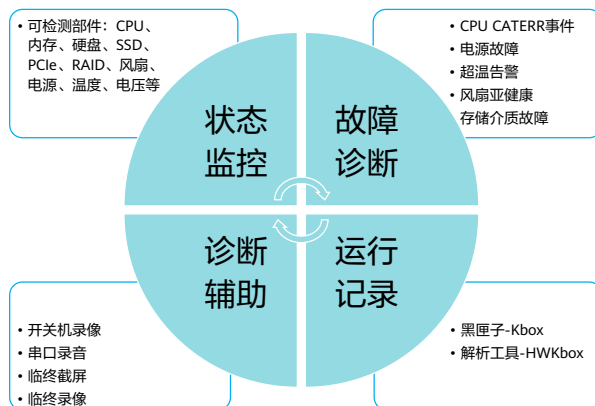 • 可检测部件：CPU、
内存、硬盘、SSD、
PCIe、RAID、风扇、
电源、温度、电压等
• CPU CATERR事件
• 电源故障
• 超温告警
• 风扇亚健康
存储介质故障
状态
监控
故障
诊断
诊断
辅助
运行
记录
• 开关机录像
• 串口录音
• 临终截屏
• 临终录像
• 黑匣子-Kbox
• 解析工具-HWKbox